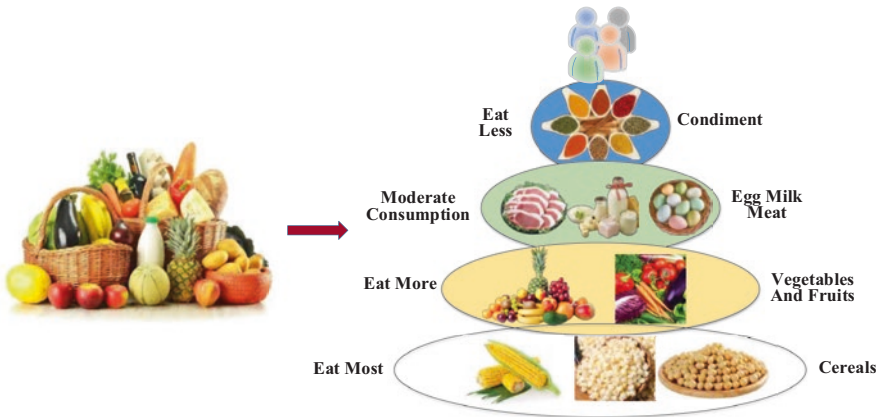 Eat
Less
Condiment
Moderate
Consumption
Egg Milk
Meat
Eat More
Vegetables
And Fruits
Eat Most
Cereals